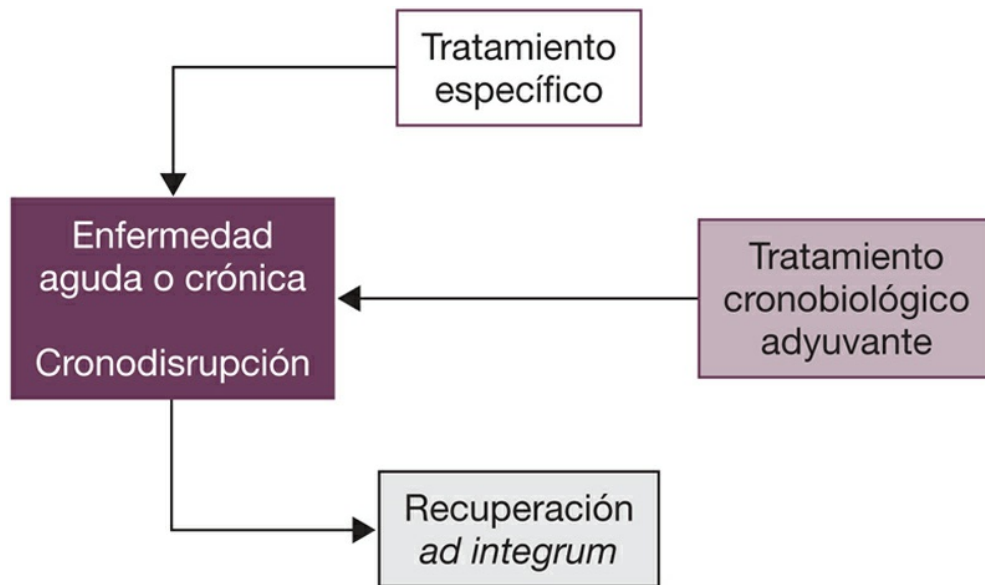 Tratamiento
específico
Enfermedad
aguda o crónica
Cronodisrupción
Tratamiento
cronobiológico
adyuvante
Recuperación
ad integrum